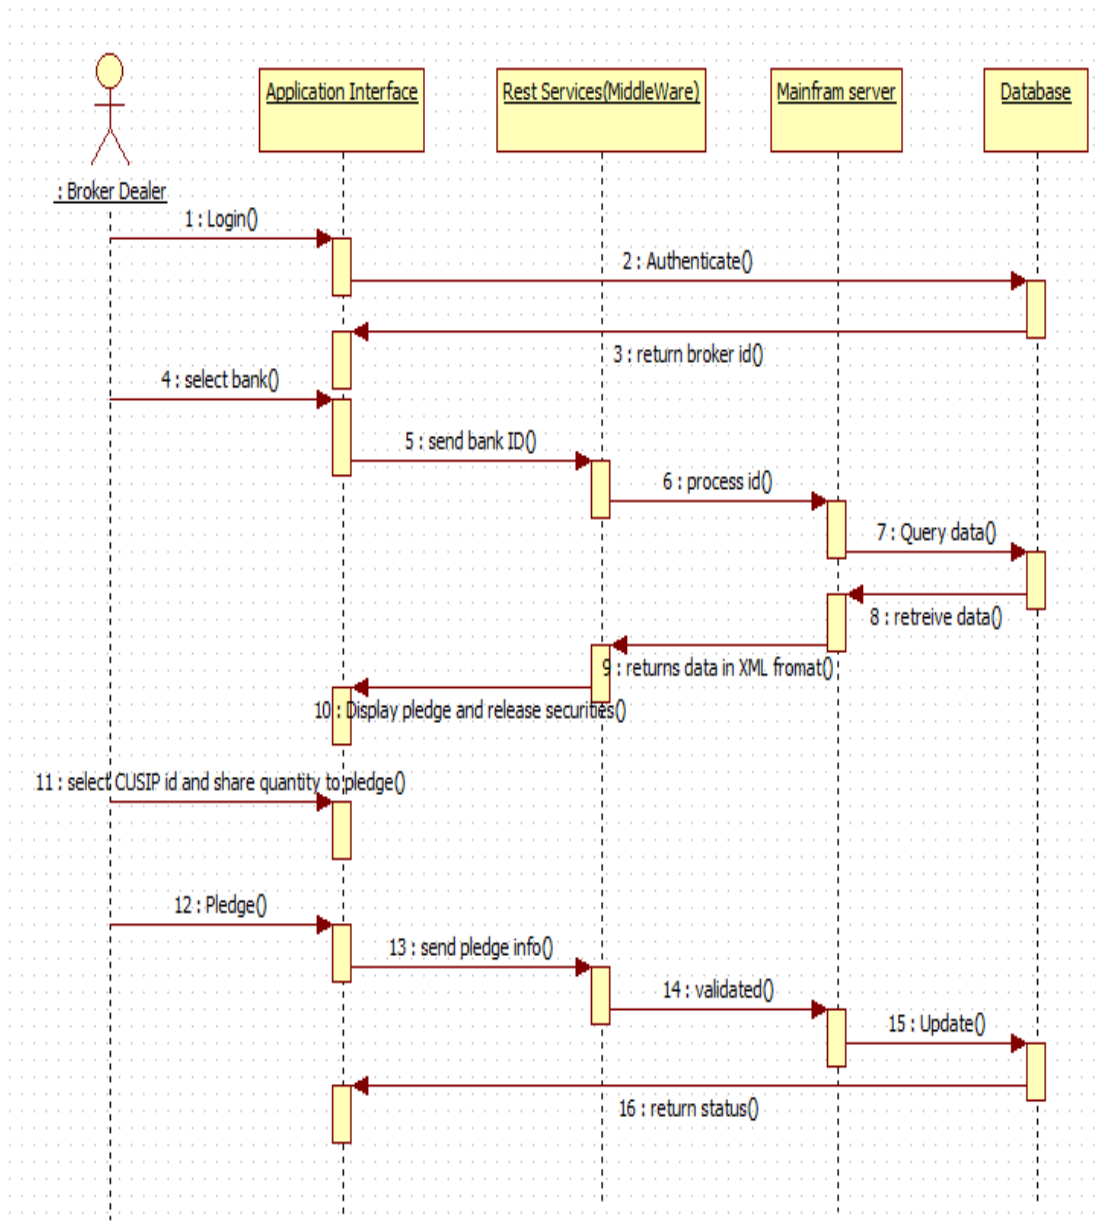 Application Interface
Rest Services(MiddleWare)
Mainfram server
Database
: Broker Dealer
1 : Login()
2 : Authenticate()
3 : return broker id()
4 : select bank()
5 : send bank ID()
6 : process id()
7 : Query data()
8 : retreive data()
9 : returns data in XML fromat()
10 : Display pledge and release securities()
11 : select CUSIP id and share quantity to pledge()
12 : Pledge()
13 : send pledge info()
14 : validated()
15 : Update()
16 : return status()